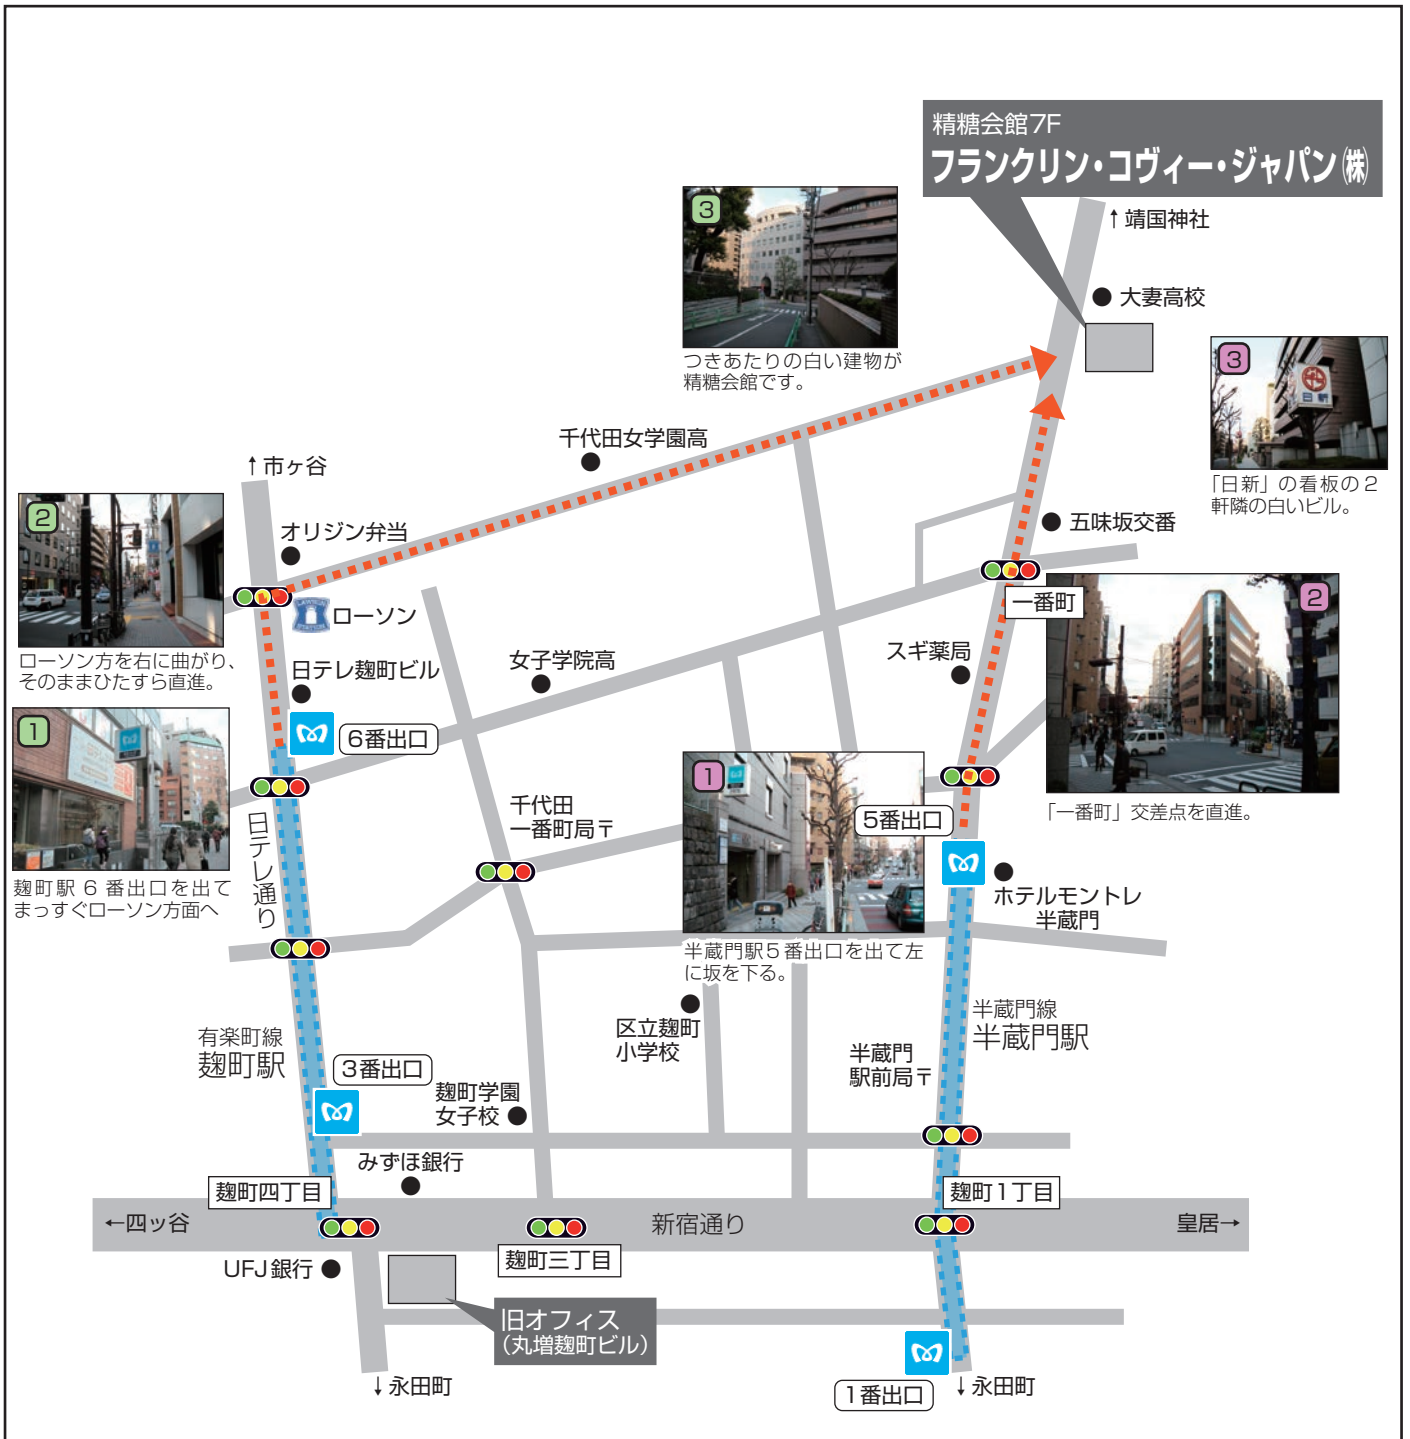 精糖会館7F
フランクリン・コヴィー・ジャパン㈱
↑靖国神社
大妻高校
3
つきあたりの白い建物が
精糖会館です。
3
日新
「日新」の看板の2
軒隣の白いビル。
千代田女学園高
↑市ヶ谷
オリジン弁当
2
ローソン方を右に曲がり、
そのままひたすら直進。
LAWSON
STATION
ローソン
五味坂交番
一番町
2
「一番町」交差点を直進。
スギ薬局
女子学院高
日テレ麹町ビル
6番出口
1
麹町駅6番出口を出て
まっすぐローソン方面へ
日テレ通り
千代田
一番町局〒
1
半蔵門駅5番出口を出て左
に坂を下る。
5番出口
ホテルモントレ
半蔵門
半蔵門線
半蔵門駅
有楽町線
麹町駅
3番出口
麹町学園
女子校
区立麹町
小学校
半蔵門
駅前局〒
みずほ銀行
麹町四丁目
麹町1丁目
←四ッ谷
新宿通り
皇居→
麹町三丁目
UFJ銀行
旧オフィス
(丸増麹町ビル)
↓永田町
1番出口
↓永田町